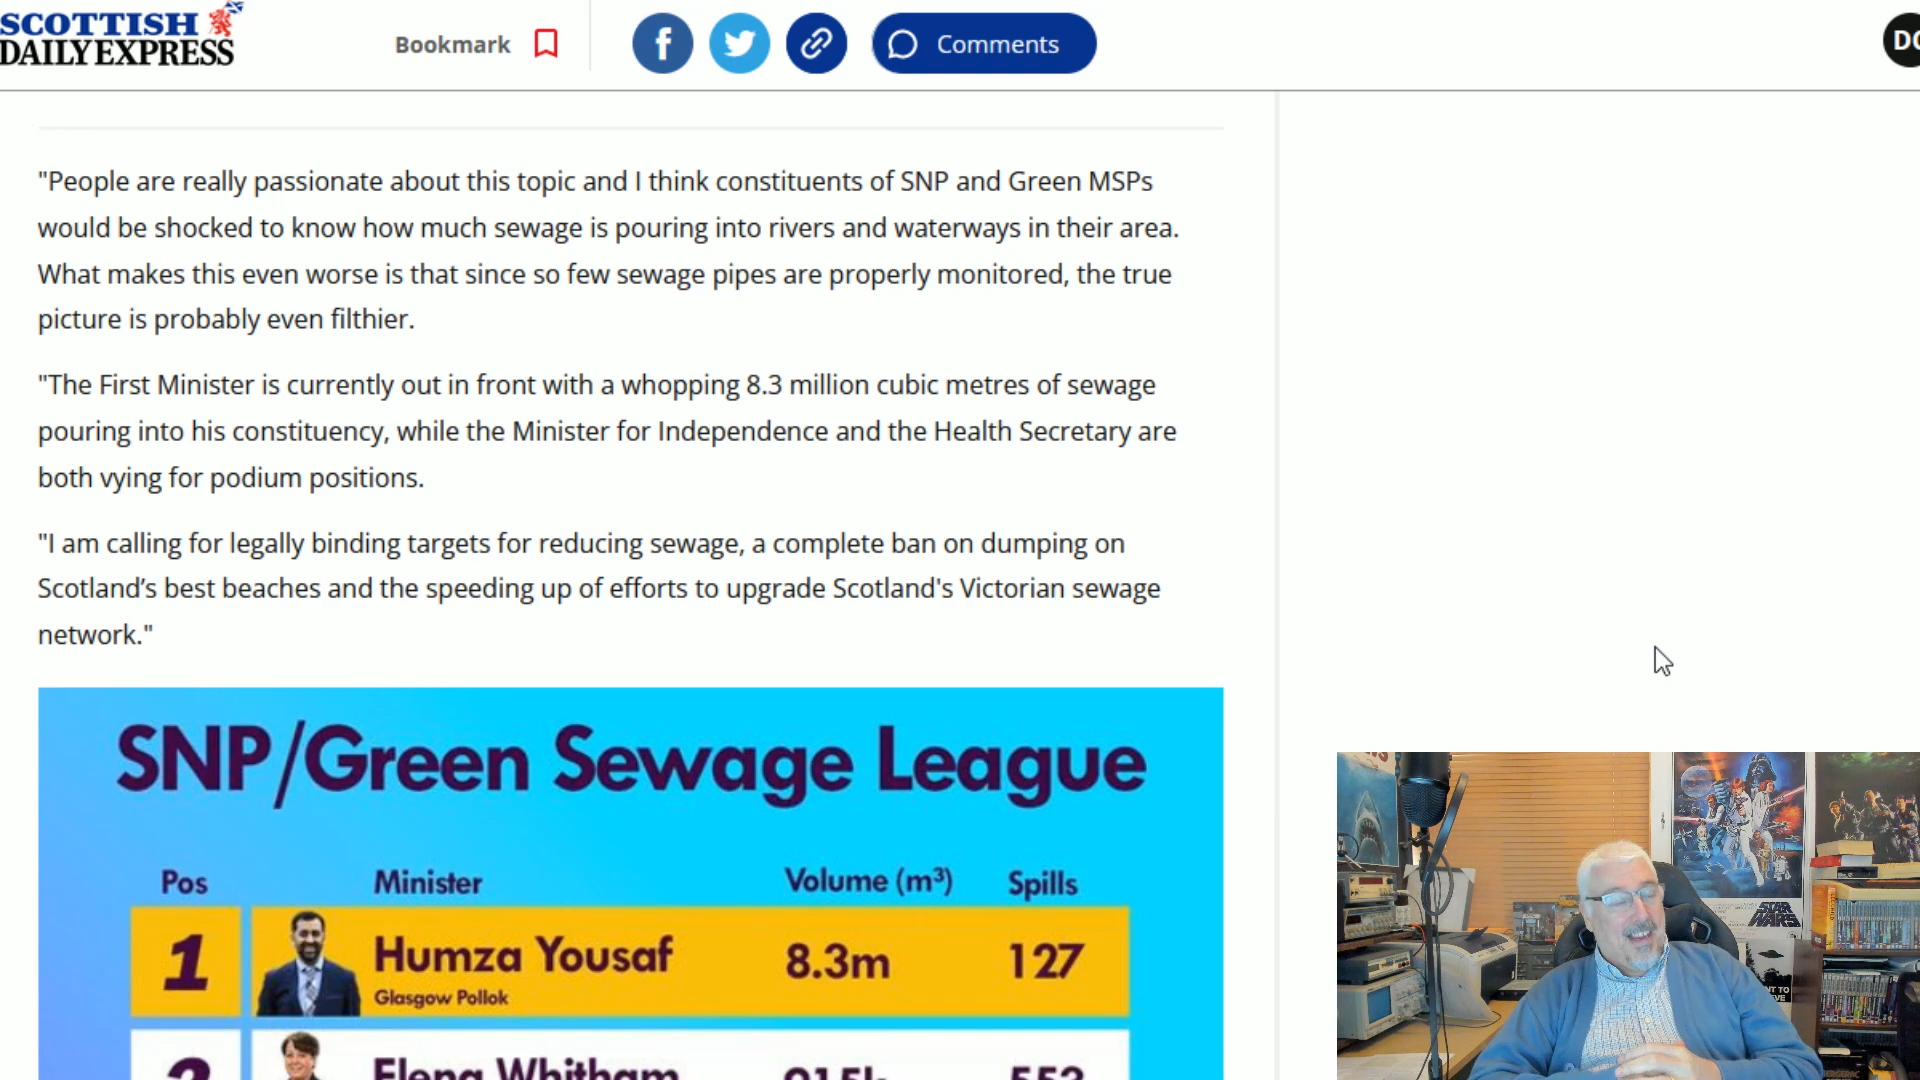 SCOTTISH
DAILY EXPRESS
Bookmark
Comments
DC
"People are really passionate about this topic and I think constituents of SNP and Green MSPs
would be shocked to know how much sewage is pouring into rivers and waterways in their area.
What makes this even worse is that since so few sewage pipes are properly monitored, the true
picture is probably even filthier.
"The First Minister is currently out in front with a whopping 8.3 million cubic metres of sewage
pouring into his constituency, while the Minister for Independence and the Health Secretary are
both vying for podium positions.
"I am calling for legally binding targets for reducing sewage, a complete ban on dumping on
Scotland’s best beaches and the speeding up of efforts to upgrade Scotland's Victorian sewage
network."
SNP/Green Sewage League
Pos Minister Volume (m³) Spills
1 Humza Yousaf 8.3m 127
Glasgow Pollok
2 Elena Whitham 915k 553
STAR
WARS